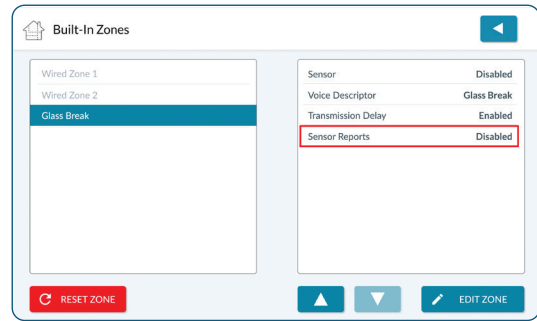 Built-In Zones
Wired Zone 1
Wired Zone 2
Glass Break
Sensor Disabled
Voice Descriptor Glass Break
Transmission Delay Enabled
Sensor Reports Disabled
RESET ZONE
EDIT ZONE